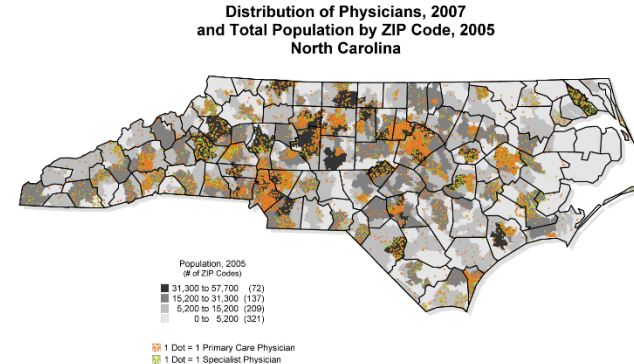 Distribution of Physicians, 2007
and Total Population by ZIP Code, 2005
North Carolina
Population, 2005
(# of ZIP Codes)
31,300 to 57,700 (72)
15,200 to 31,300 (137)
5,200 to 15,200 (209)
0 to 5,200 (321)
1 Dot = 1 Primary Care Physician
1 Dot = 1 Specialist Physician